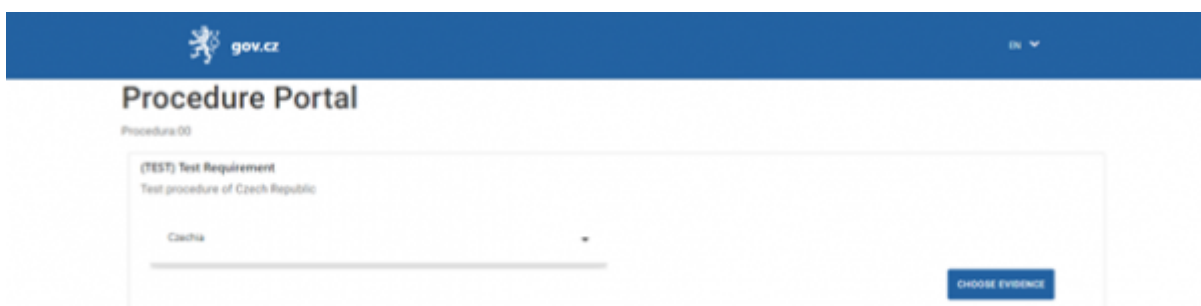 gov.cz
EN
Procedure Portal
Procedura:00
(TEST) Test Requirement
Test procedure of Czech Republic
Czechia
CHOOSE EVIDENCE